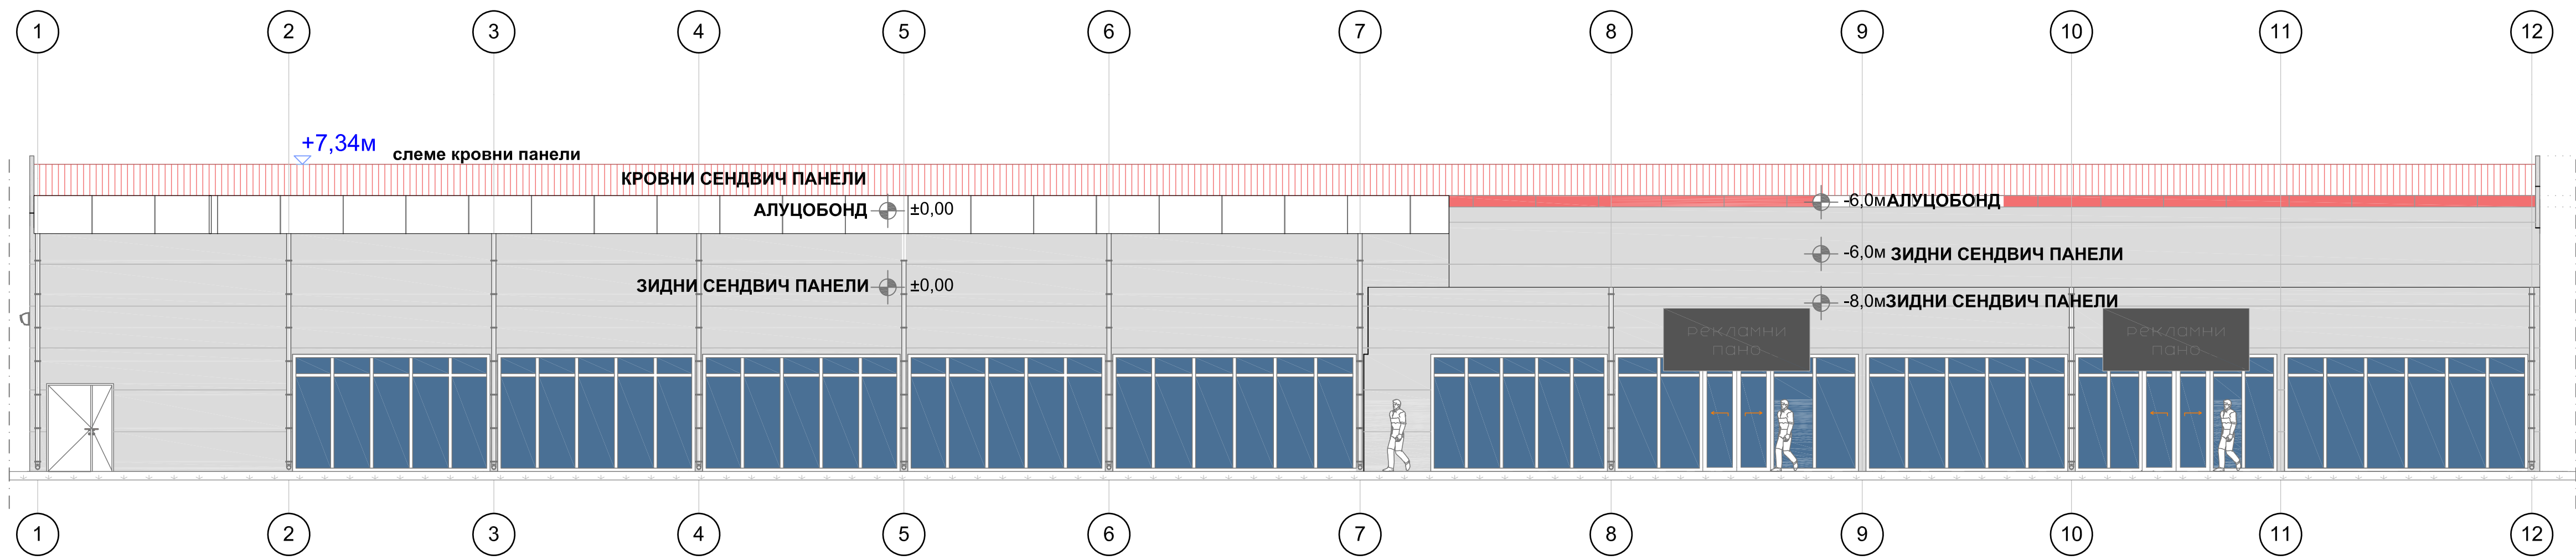 1 2 3 4 5 6 7 8 9 10 11 12
+7,34м
слеме кровни панели
КРОВНИ СЕНДВИЧ ПАНЕЛИ
АЛУЦОБОНД ±0,00
-6,0мАЛУЦОБОНД
-6,0м ЗИДНИ СЕНДВИЧ ПАНЕЛИ
ЗИДНИ СЕНДВИЧ ПАНЕЛИ ±0,00
-8,0мЗИДНИ СЕНДВИЧ ПАНЕЛИ
рекламни
пано
рекламни
пано
1 2 3 4 5 6 7 8 9 10 11 12